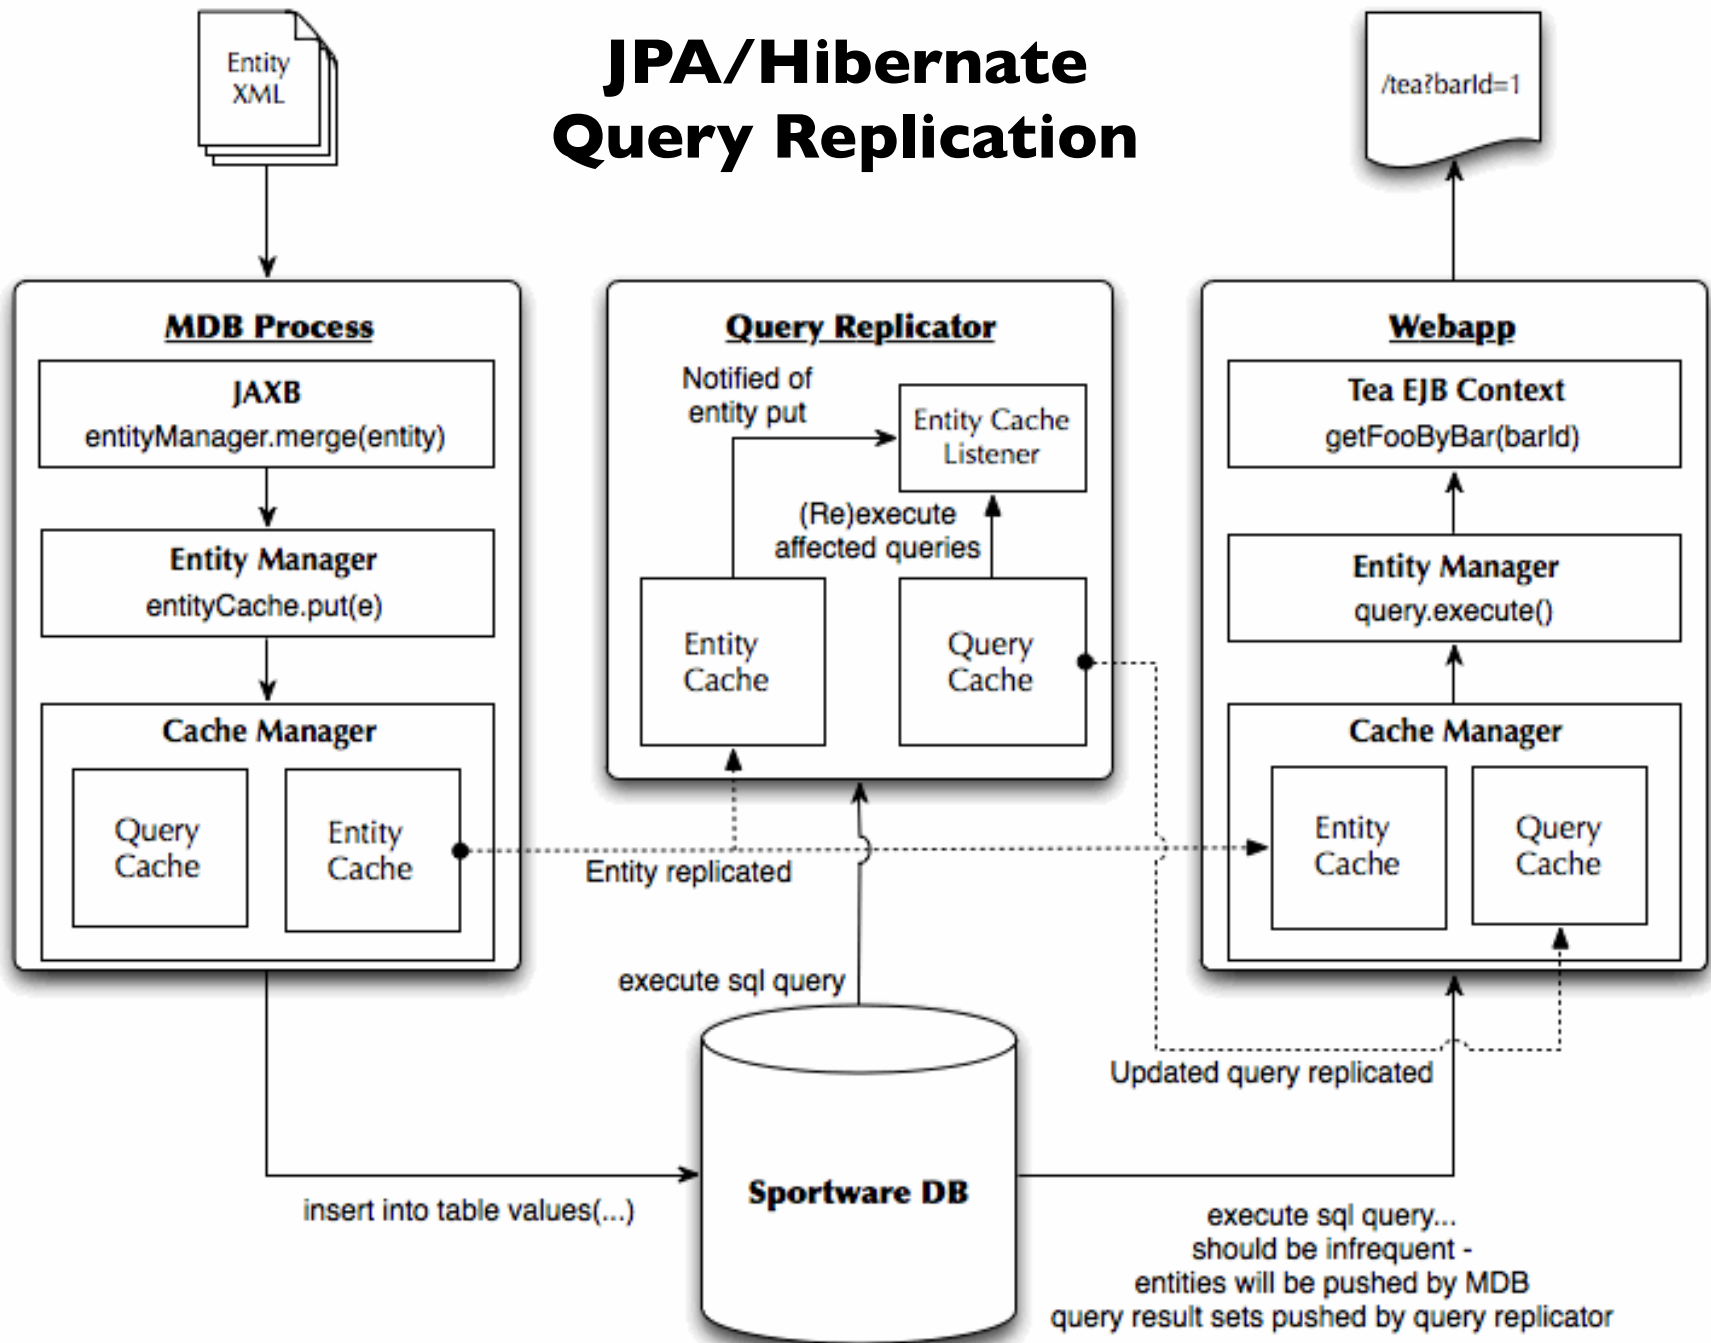 Entity
XML
JPA/Hibernate
Query Replication
/tea?barId=1
MDB Process
JAXB
entityManager.merge(entity)
Entity Manager
entityCache.put(e)
Cache Manager
Query
Cache
Entity
Cache
Query Replicator
Notified of
entity put
Entity Cache
Listener
(Re)execute
affected queries
Entity
Cache
Query
Cache
Webapp
Tea EJB Context
getFooByBar(barId)
Entity Manager
query.execute()
Cache Manager
Entity
Cache
Query
Cache
Entity replicated
execute sql query
Updated query replicated
insert into table values(...)
Sportware DB
execute sql query...
should be infrequent -
entities will be pushed by MDB
query result sets pushed by query replicator